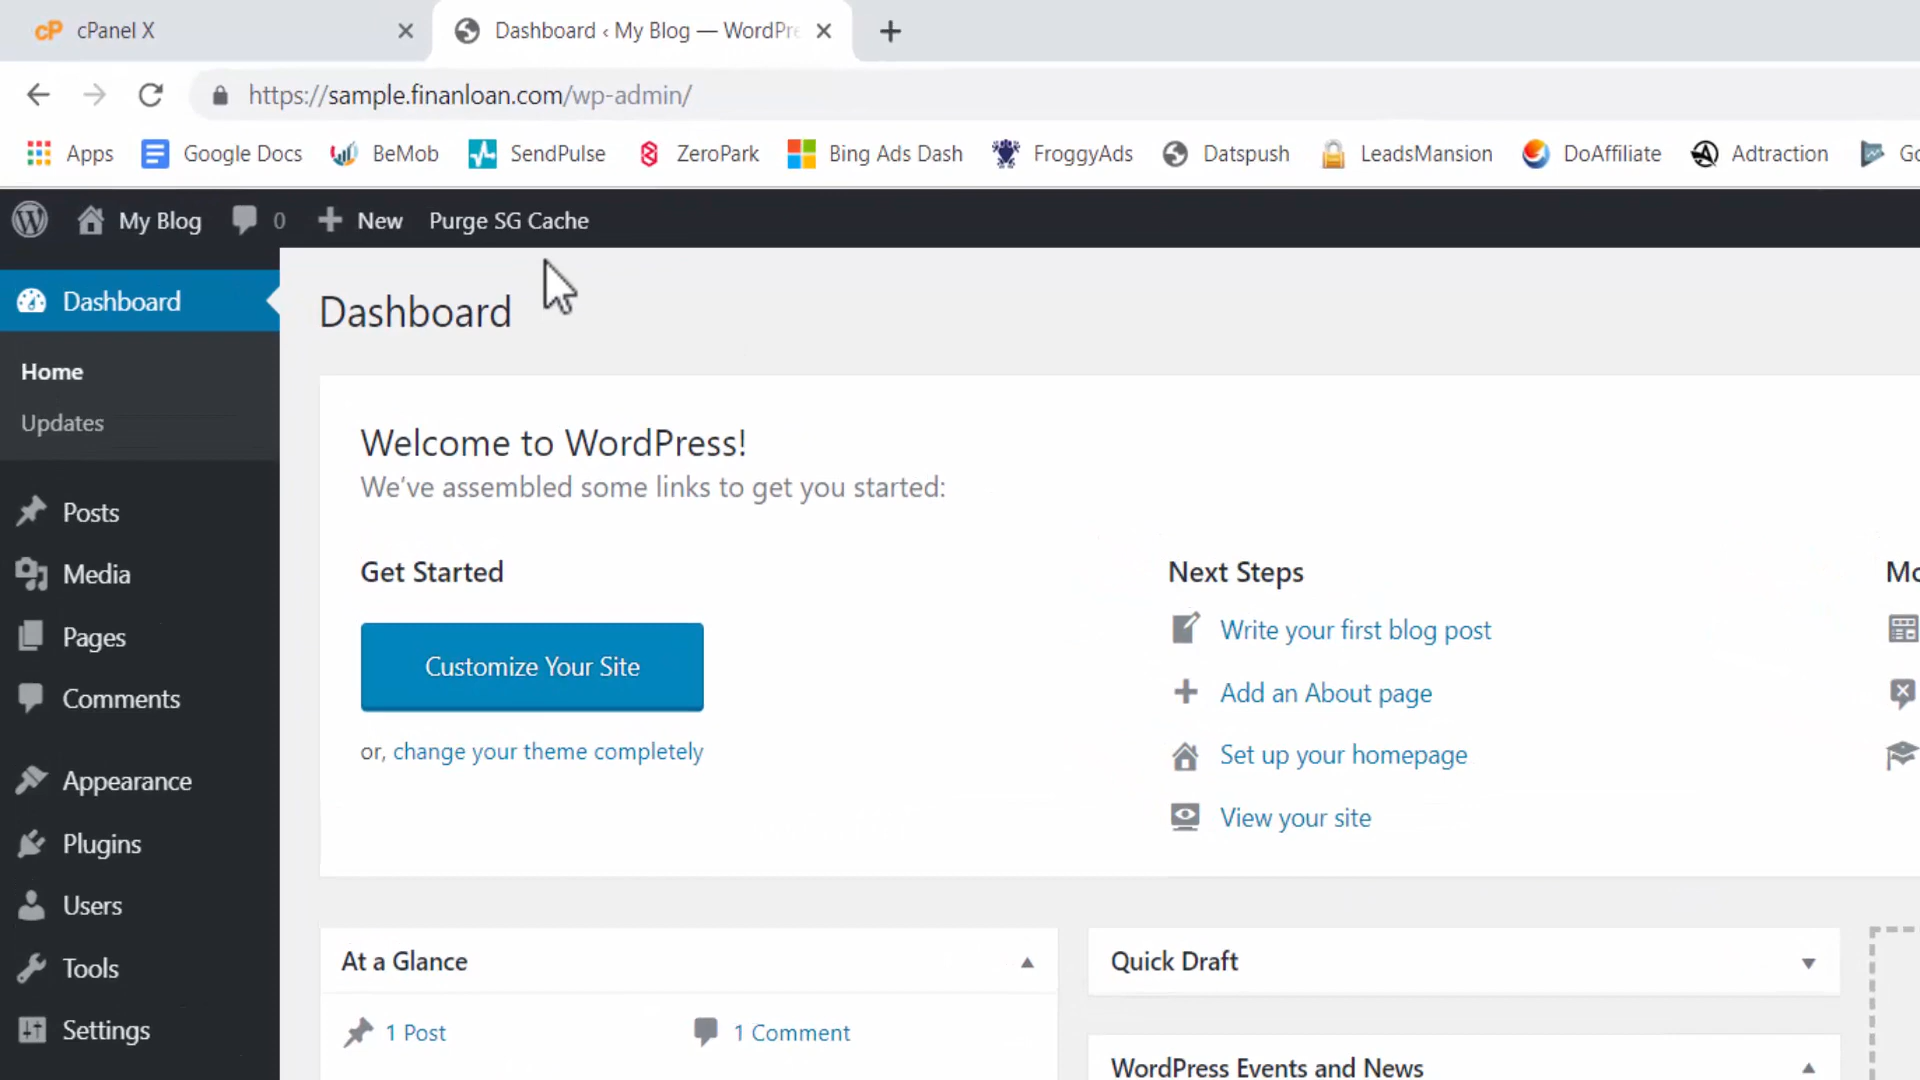 cPanel X
Dashboard ‹ My Blog — WordPre
https://sample.finanloan.com/wp-admin/
Apps Google Docs BeMob SendPulse ZeroPark Bing Ads Dash FroggyAds Datspush LeadsMansion DoAffiliate Adtraction Go
My Blog 0 New Purge SG Cache
Dashboard
Home
Updates
Posts
Media
Pages
Comments
Appearance
Plugins
Users
Tools
Settings
Dashboard
Welcome to WordPress!
We've assembled some links to get you started:
Get Started
Customize Your Site
or, change your theme completely
Next Steps
Write your first blog post
Add an About page
Set up your homepage
View your site
Mo
At a Glance
1 Post 1 Comment
Quick Draft
WordPress Events and News